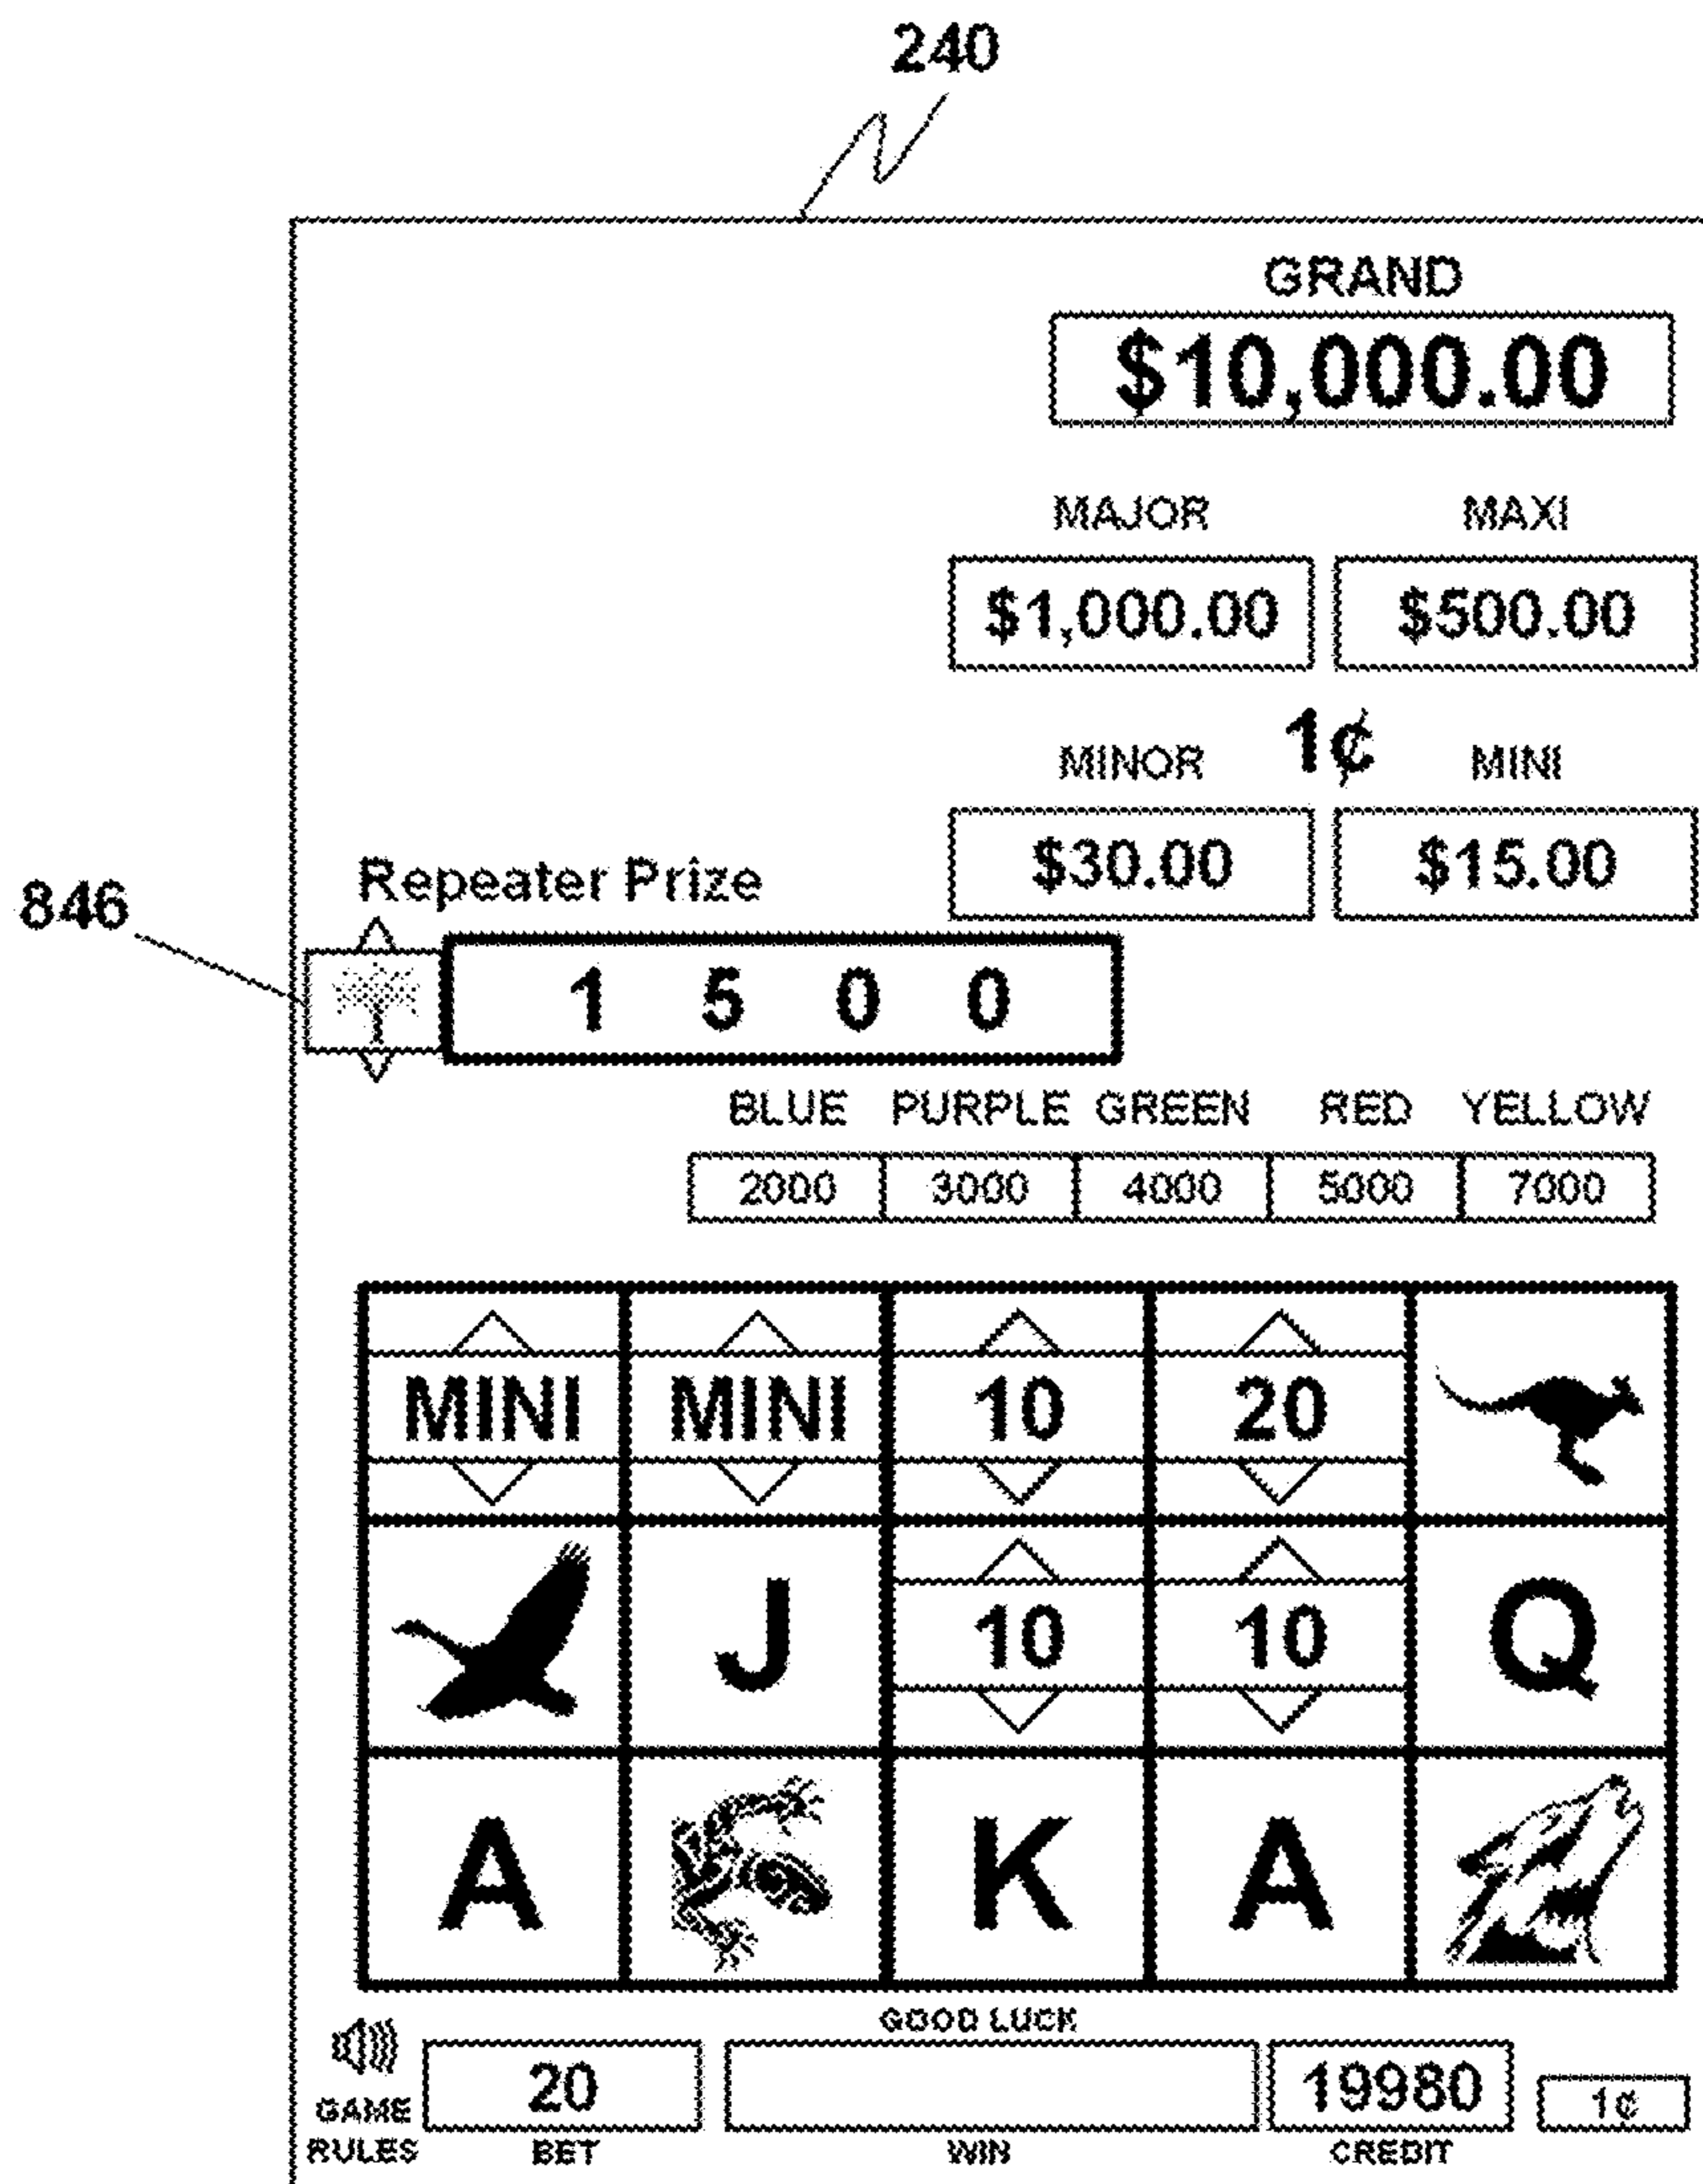 240
GRAND
$10,000.00
MAJOR MAXI
$1,000.00 $500.00
1¢
MINOR MINI
$30.00 $15.00
Repeater Prize
846
1 5 0 0
BLUE PURPLE GREEN RED YELLOW
2000 3000 4000 5000 7000
MINI MINI 10 20
J 10 10 Q
A K A
GOOD LUCK
20 19980 1¢
GAME
RULES BET WIN CREDIT